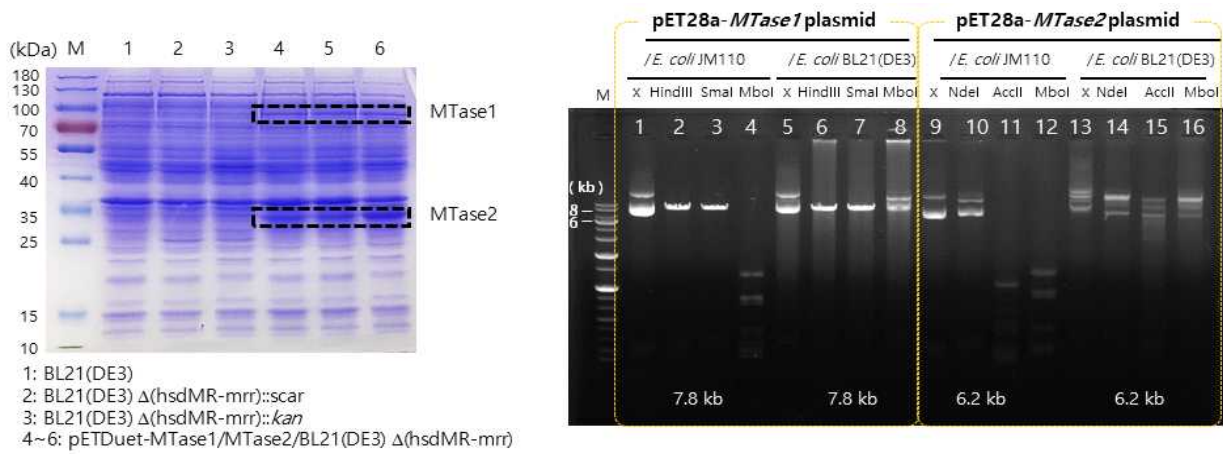 (kDa) M 1 2 3 4 5 6
180
130
100
70
55
40
35
25
15
10
MTase1
MTase2
1: BL21(DE3)
2: BL21(DE3) Δ(hsdMR-mrr)::scar
3: BL21(DE3) Δ(hsdMR-mrr)::kan
4~6: pETDuet-MTase1/MTase2/BL21(DE3) Δ(hsdMR-mrr)
pET28a-MTase1 plasmid pET28a-MTase2 plasmid
/E. coli JM110 /E. coli BL21(DE3) /E. coli JM110 /E. coli BL21(DE3)
M x HindIII SmaI MboI X HindIII SmaI MboI X NdeI AccII MboI X NdeI AccII MboI
1 2 3 4 5 6 7 8 9 10 11 12 13 14 15 16
(kb)
8
6
7.8 kb 7.8 kb 6.2 kb 6.2 kb